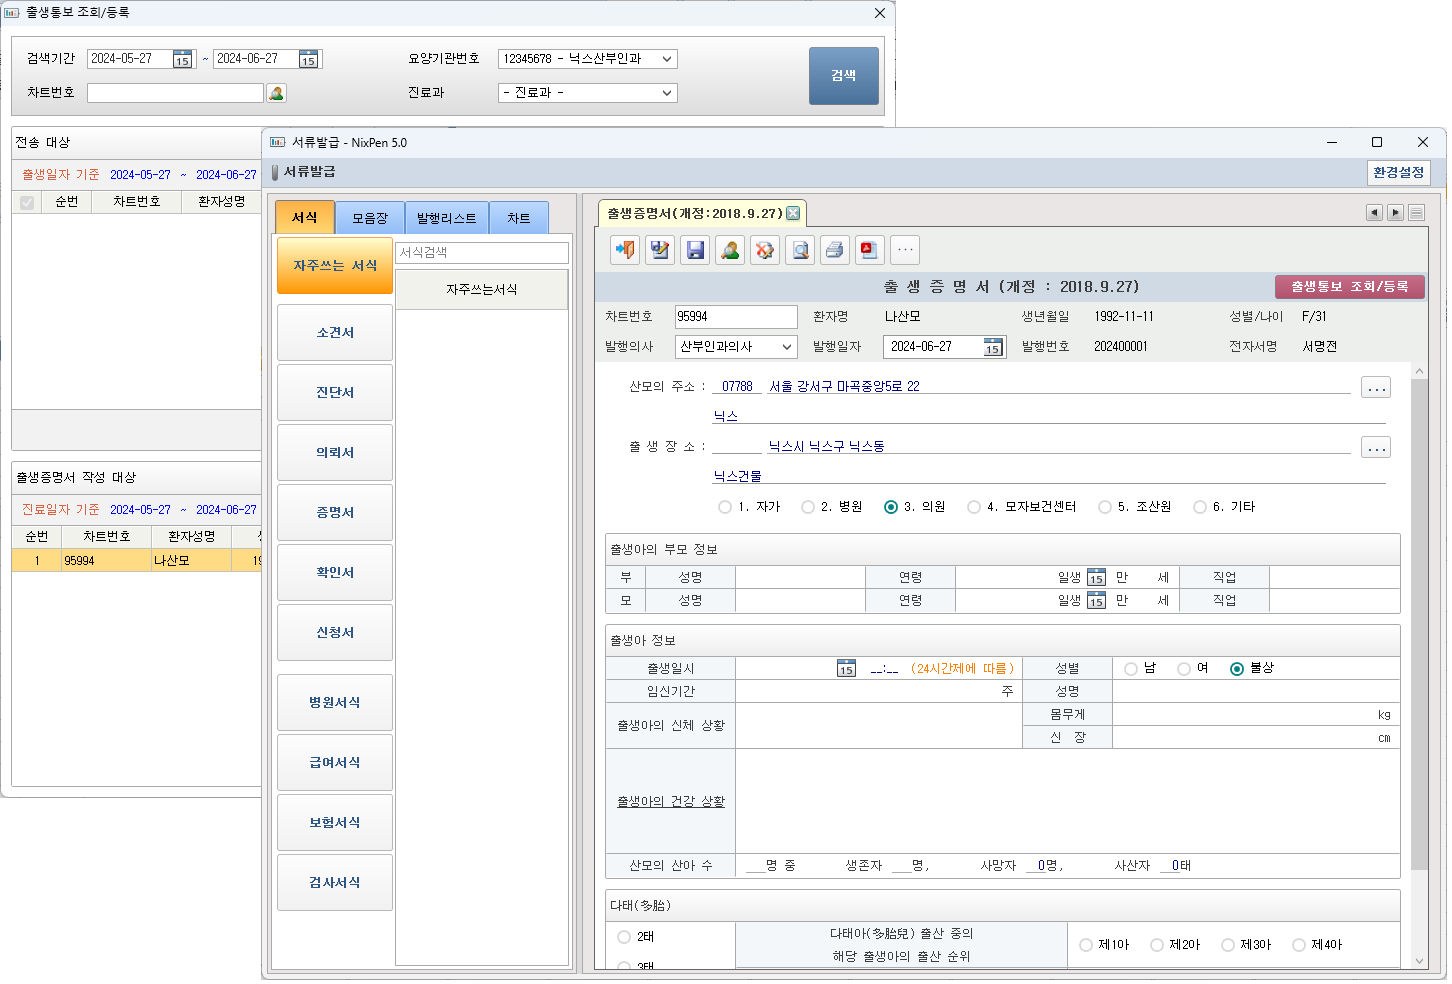 출생통보 조회/등록
검색기간 2024-05-27 ~ 2024-06-27 요양기관번호 12345678 - 닉스산부인과
검색
차트번호 진료과 - 진료과 -
전송 대상
출생일자 기준 2024-05-27 ~ 2024-06-27
순번 차트번호 환자성명
출생증명서 작성 대상
진료일자 기준 2024-05-27 ~ 2024-06-27
순번 차트번호 환자성명
1 95994 나산모 19
서류발급 - NixPen 5.0
서류발급 환경설정
서식 모음장 발행리스트 차트
자주쓰는 서식
소견서
진단서
의뢰서
증명서
확인서
신청서
병원서식
급여서식
보험서식
검사서식
서식검색
자주쓰는서식
출생증명서(개정:2018.9.27)
출 생 증 명 서 (개정 : 2018.9.27) 출생통보 조회/등록
차트번호 95994 환자명 나산모 생년월일 1992-11-11 성별/나이 F/31
발행의사 산부인과의사 발행일자 2024-06-27 발행번호 202400001 전자서명 서명전
산모의 주소 : 07788 서울 강서구 마곡중앙5로 22 ...
닉스
출 생 장 소 : 닉스시 닉스구 닉스동 ...
닉스건물
1. 자가 2. 병원 3. 의원 4. 모자보건센터 5. 조산원 6. 기타
출생아의 부모 정보
부 성명 연령 일생 15 만 세 직업
모 성명 연령 일생 15 만 세 직업
출생아 정보
출생일시 15 __:__ (24시간제에 따름) 성별 남 여 불상
임신기간 주 성명
출생아의 신체 상황 몸무게 kg
신 장 cm
출생아의 건강 상황
산모의 산아 수 ___명 중 생존자 ___명, 사망자 0명, 사산자 0태
다태(多胎)
2태 다태아(多胎兒) 출산 중의
해당 출생아의 출산 순위 제1아 제2아 제3아 제4아
3태